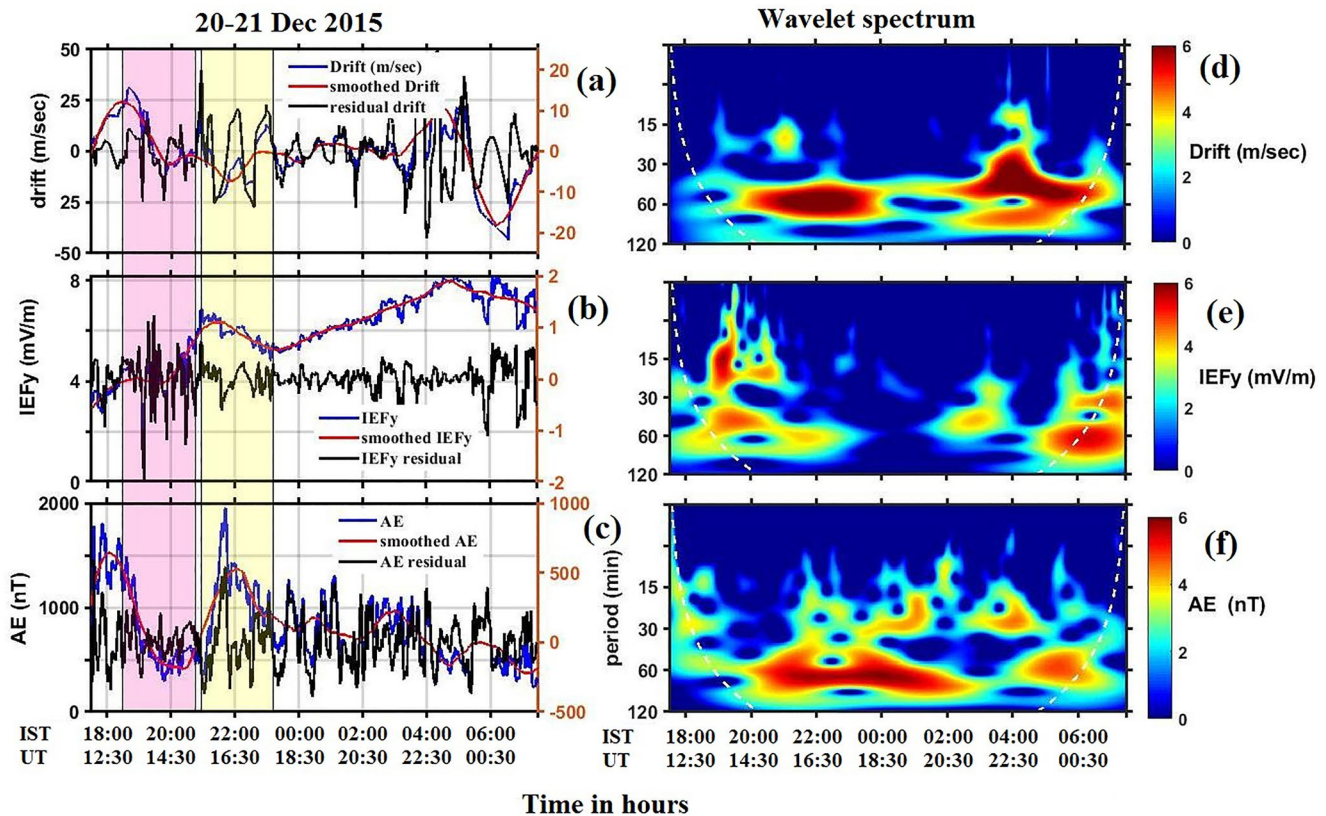 20-21 Dec 2015
Wavelet spectrum
50
25
0
25
-50
drift (m/sec)
20
10
0
-10
-20
Drift (m/sec)
smoothed Drift
residual drift
(a)
15
30
60
120
(d)
6
4
2
0
Drift (m/sec)
8
4
0
IEFy (mV/m)
2
1
0
-1
-2
IEFy
smoothed IEFy
IEFy residual
(b)
15
30
60
120
(e)
6
4
2
0
IEFy (mV/m)
2000
1000
0
AE (nT)
1000
500
0
-500
AE
smoothed AE
AE residual
(c)
period (min)
15
30
60
120
(f)
6
4
2
0
AE (nT)
IST 18:00 20:00 22:00 00:00 02:00 04:00 06:00
UT 12:30 14:30 16:30 18:30 20:30 22:30 00:30
IST 18:00 20:00 22:00 00:00 02:00 04:00 06:00
UT 12:30 14:30 16:30 18:30 20:30 22:30 00:30
Time in hours